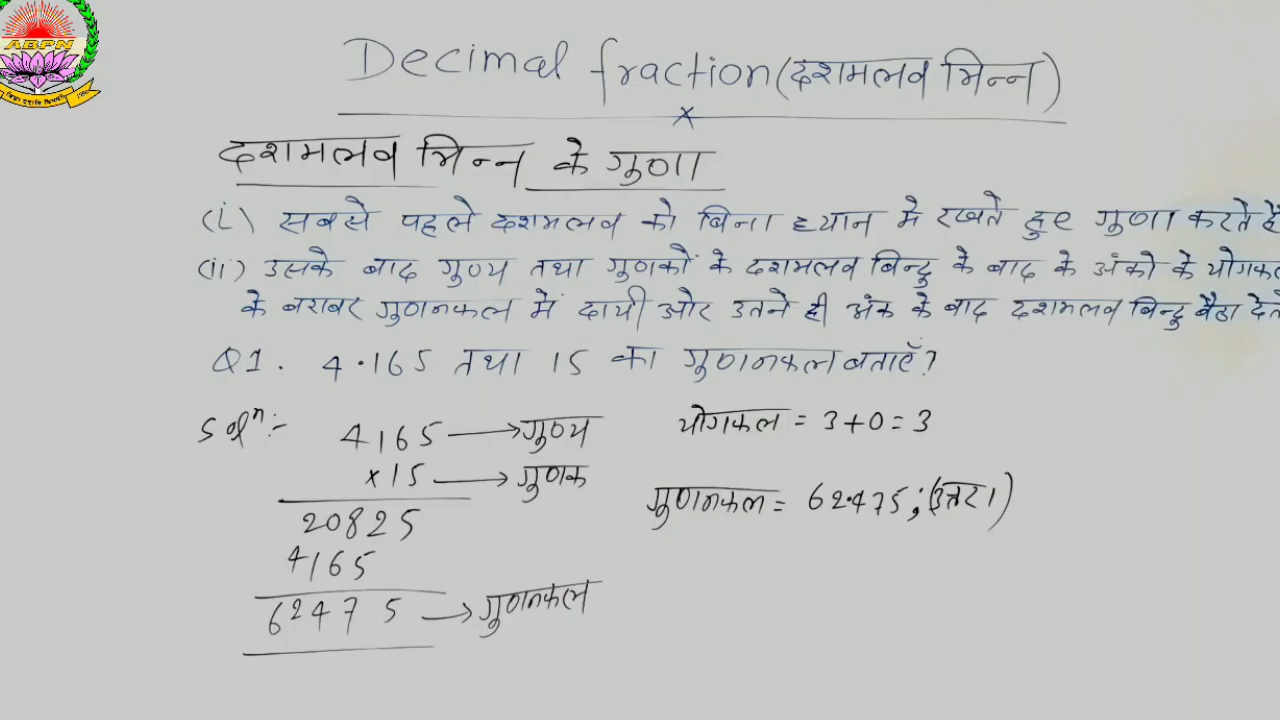 ABPN
Decimal fraction (दशमलव भिन्न)
x
दशमलव भिन्न के गुणा
(i) सबसे पहले दशमलव को बिना ध्यान में रखते हुए गुणा करते हैं
(ii) उसके बाद गुण्य तथा गुणकों के दशमलव बिन्दु के बाद के अंको के योगफल
के बराबर गुणनफल में दायी ओर उतने ही अंक के बाद दशमलव बिन्दु बैठा देते
Q1. 4.165 तथा 15 का गुणनफल बताएँ?
Solⁿ:- 4165 → गुण्य योगफल = 3+0=3
x15 → गुणक गुणनफल = 62.475; (उत्तर।)
20825
4165
62475 → गुणनफल